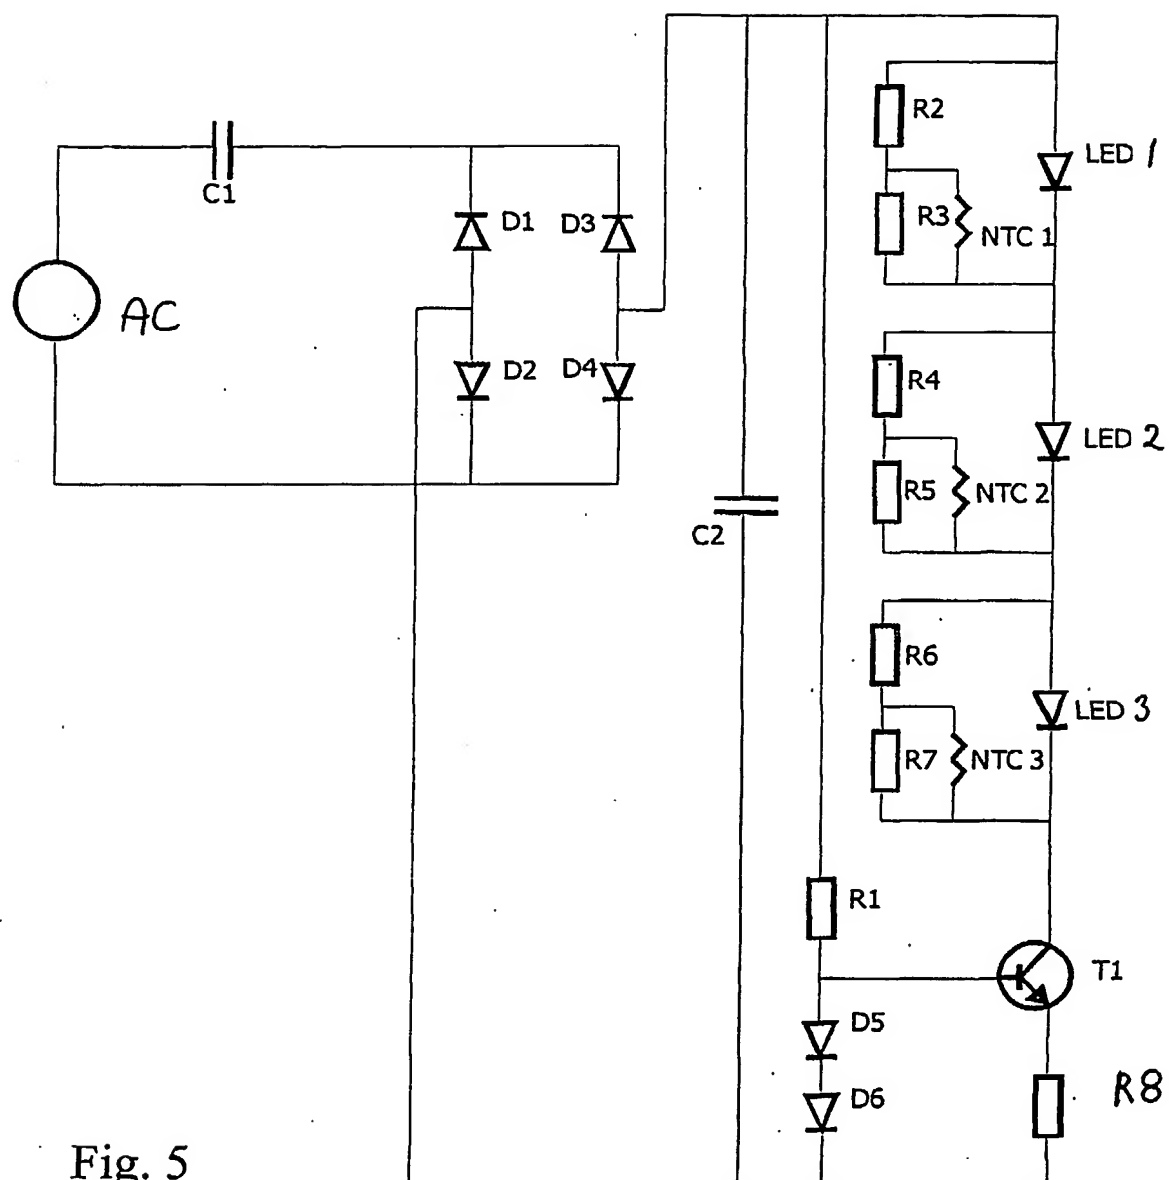 R2
LED 1
C1
D1
D3
R3
NTC 1
AC
D2
D4
R4
LED 2
R5
NTC 2
C2
R6
LED 3
R7
NTC 3
R1
T1
D5
R8
D6
Fig. 5